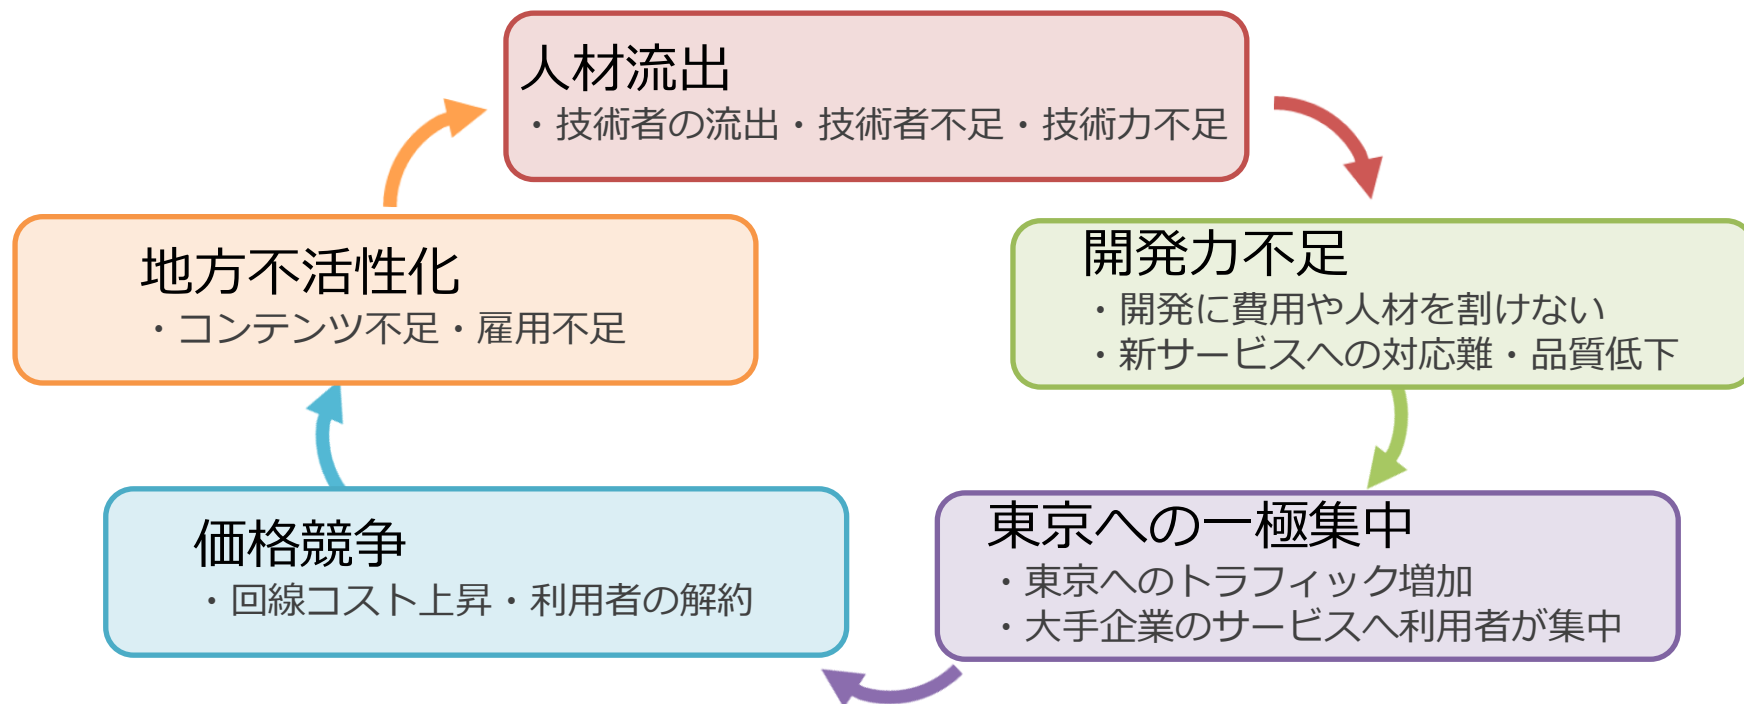 人材流出
・技術者の流出・技術者不足・技術力不足
開発力不足
・開発に費用や人材を割けない
・新サービスへの対応難・品質低下
東京への一極集中
・東京へのトラフィック増加
・大手企業のサービスへ利用者が集中
価格競争
・回線コスト上昇・利用者の解約
地方不活性化
・コンテンツ不足・雇用不足